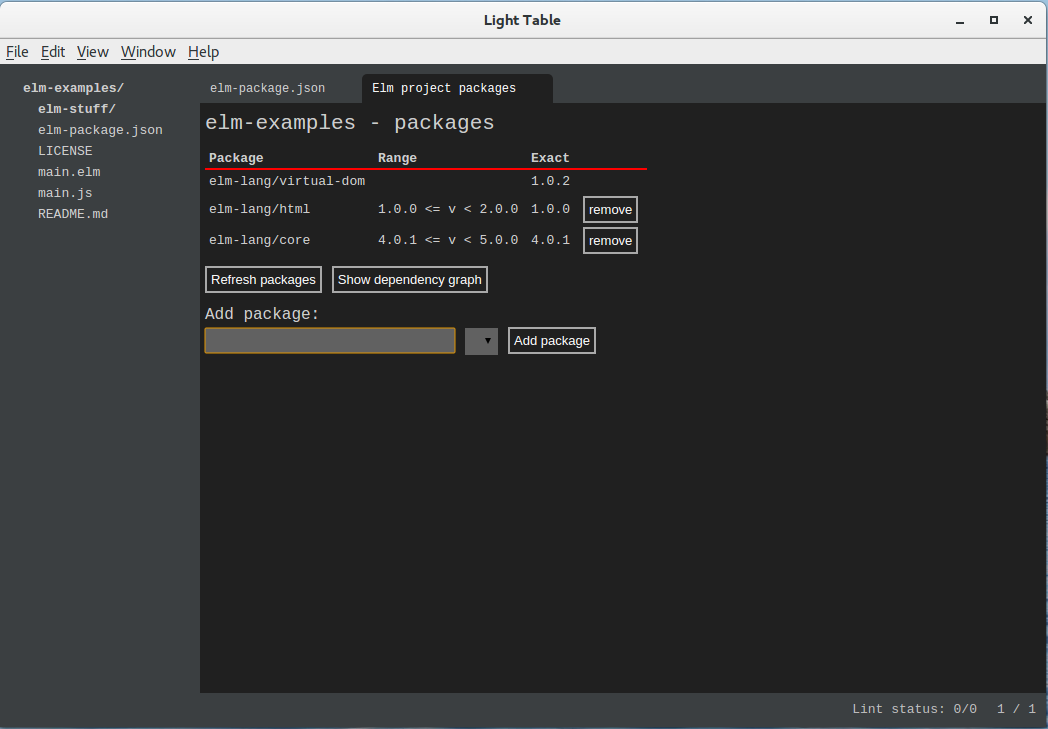 Light Table
File Edit View Window Help
elm-examples/
elm-stuff/
elm-package.json
LICENSE
main.elm
main.js
README.md
elm-package.json Elm project packages
elm-examples - packages
Package Range Exact
elm-lang/virtual-dom 1.0.2
elm-lang/html 1.0.0 <= v < 2.0.0 1.0.0 remove
elm-lang/core 4.0.1 <= v < 5.0.0 4.0.1 remove
Refresh packages Show dependency graph
Add package:
Add package
Lint status: 0/0 1 / 1